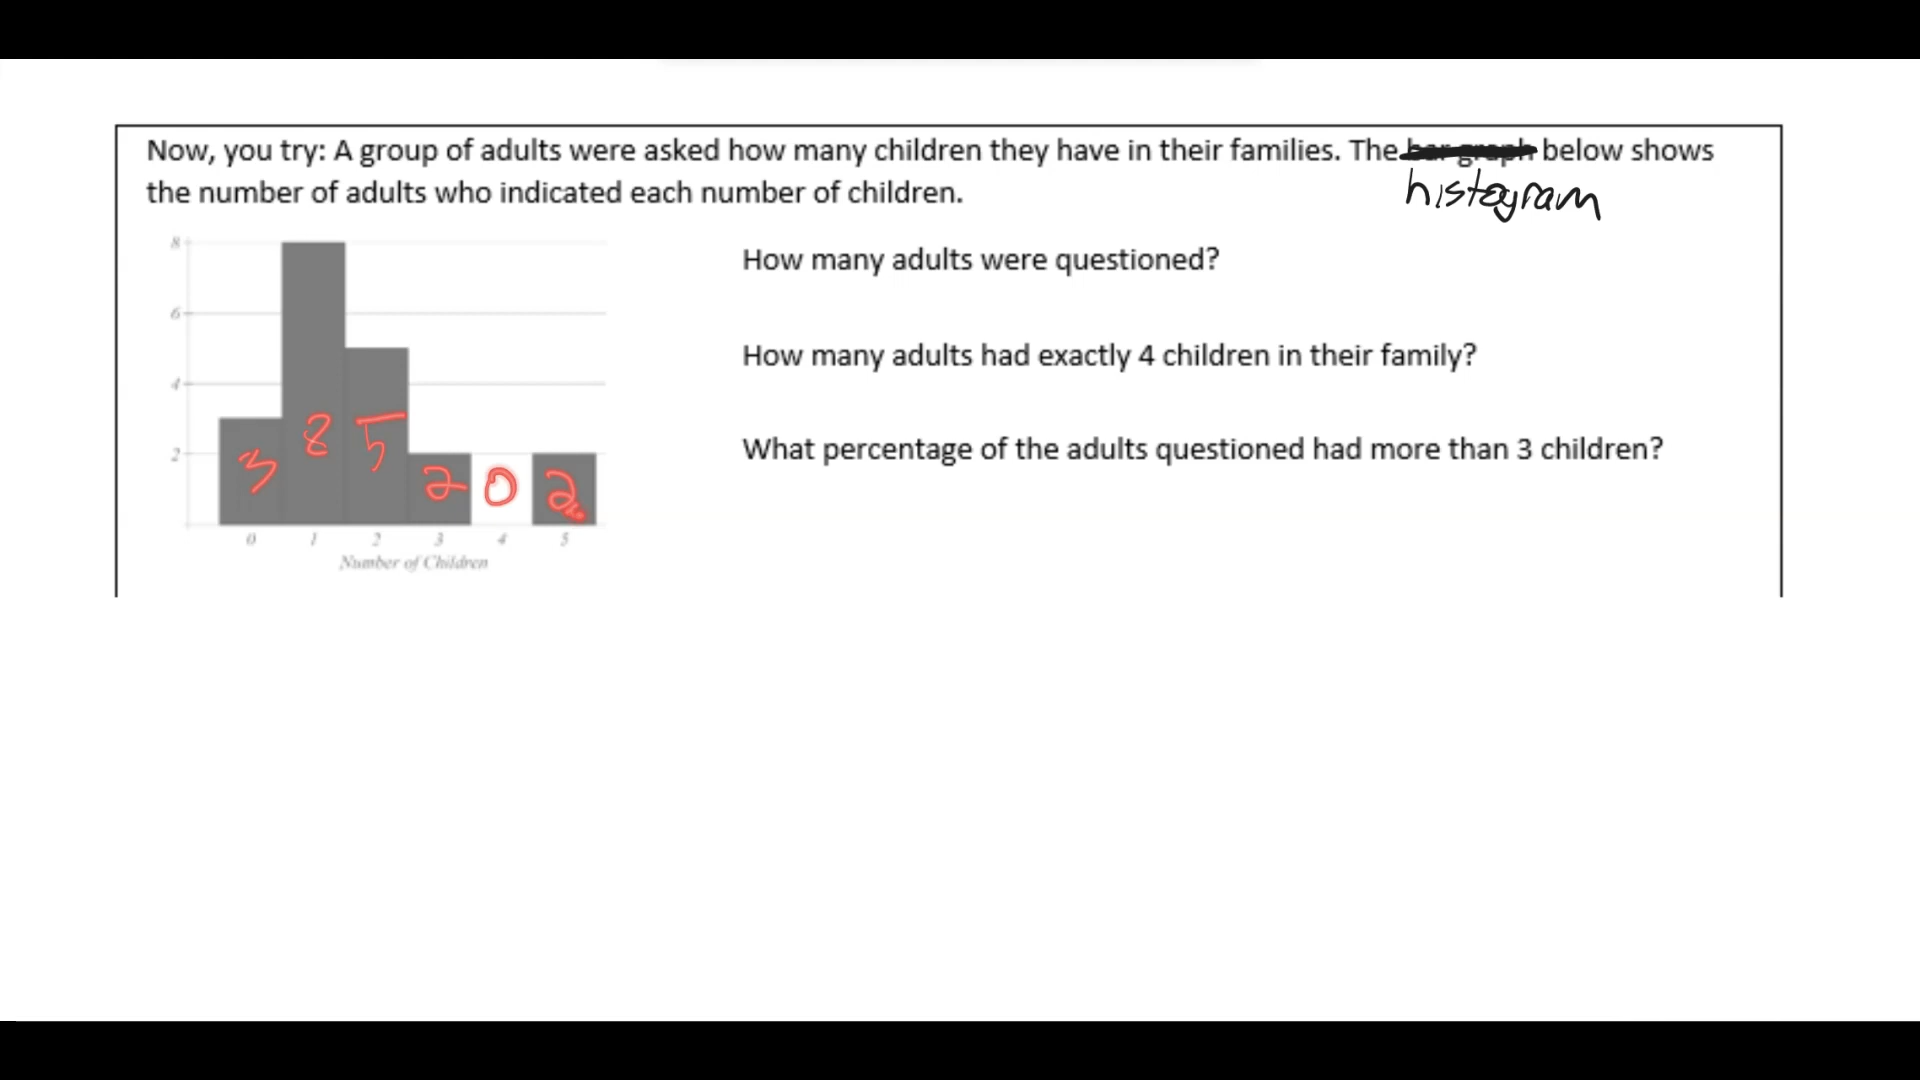 Now, you try: A group of adults were asked how many children they have in their families. The bar graph below shows
histogram
the number of adults who indicated each number of children.
8
6
4
2
3 8 5 2 0 2
0 1 2 3 4 5
Number of Children
How many adults were questioned?
How many adults had exactly 4 children in their family?
What percentage of the adults questioned had more than 3 children?